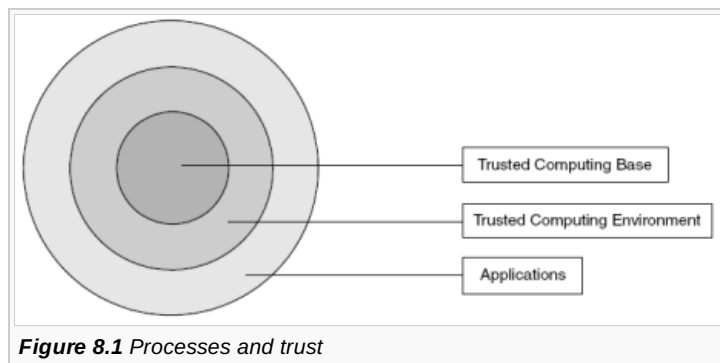 Trusted Computing Base
Trusted Computing Environment
Applications
Figure 8.1 Processes and trust